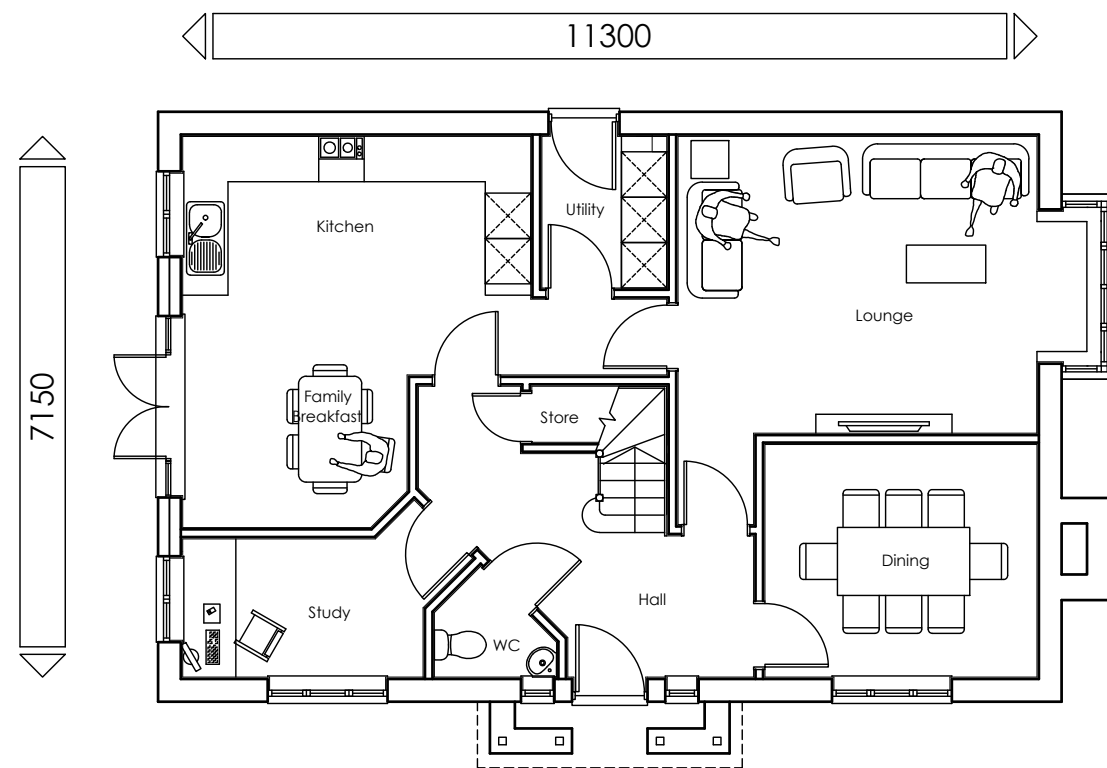 11300
7150
Kitchen
Utility
Lounge
Family
Breakfast
Store
Dining
Hall
Study
WC